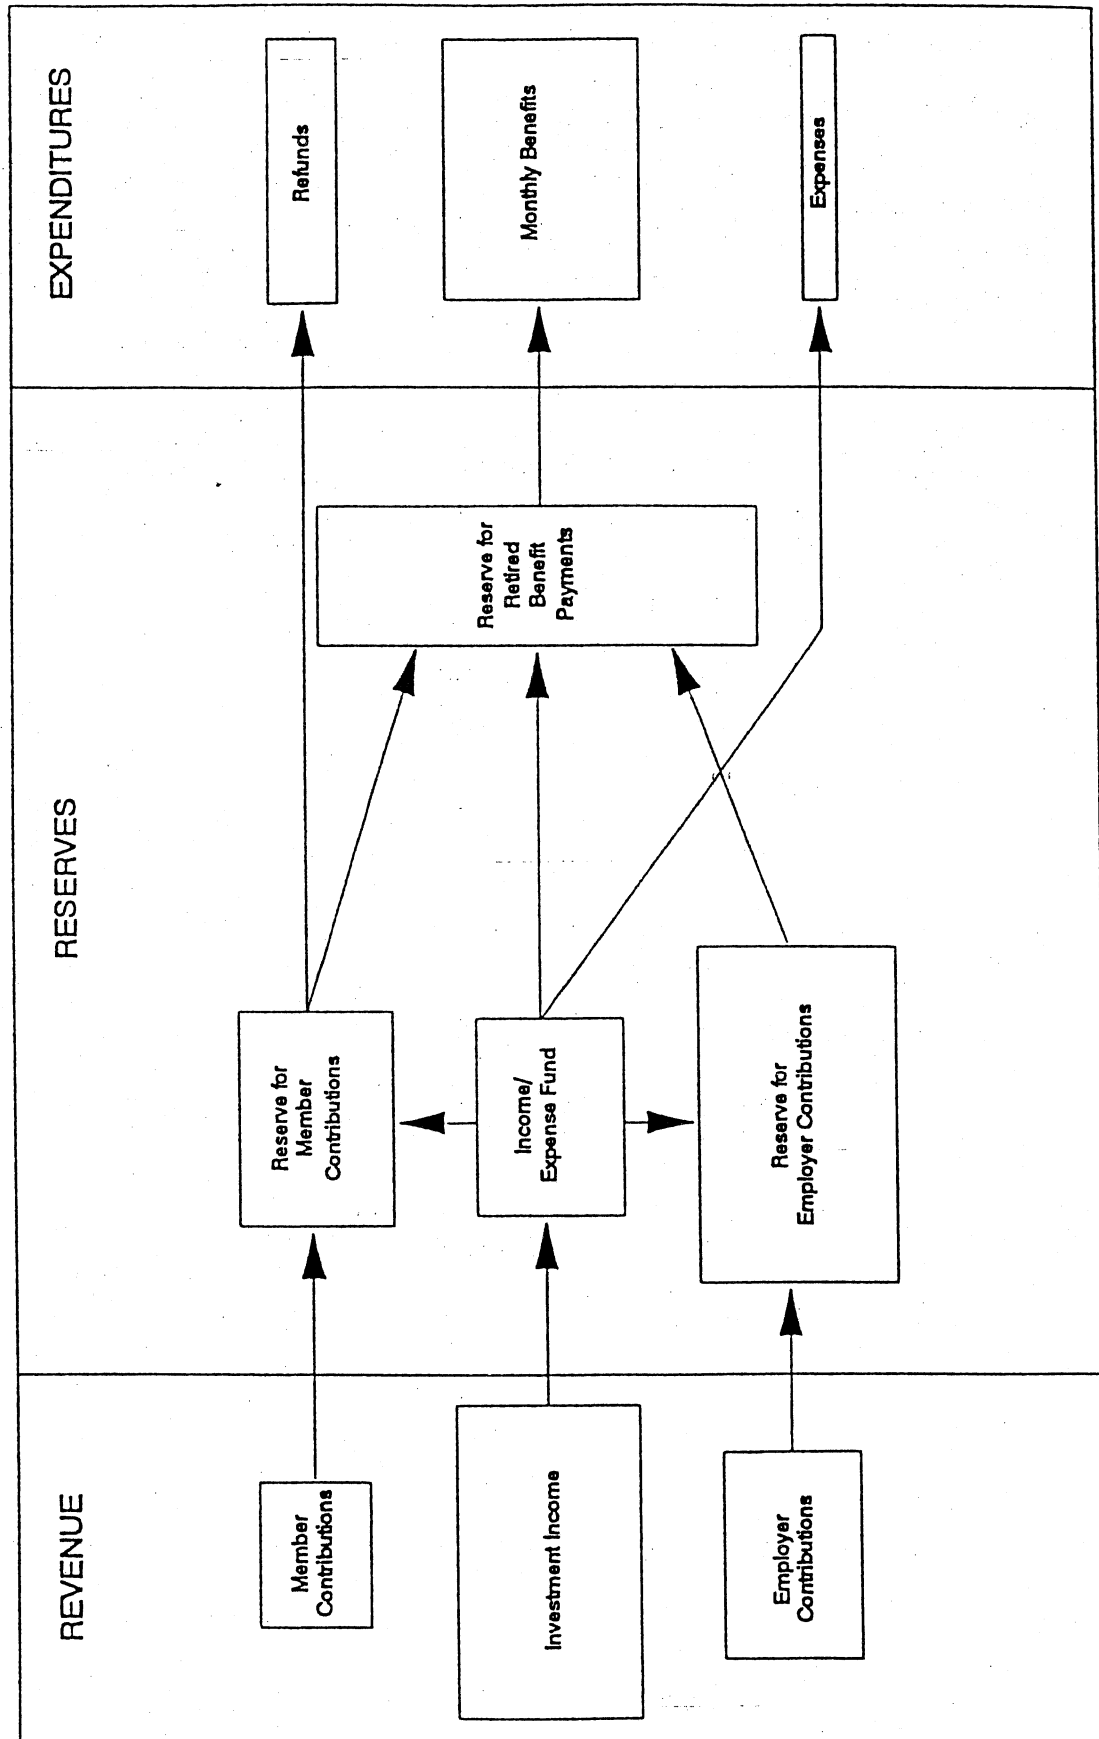 REVENUE
RESERVES
EXPENDITURES
Member
Contributions
Reserve for
Member
Contributions
Refunds
Investment Income
Income/
Expense Fund
Reserve for
Retired
Benefit
Payments
Monthly Benefits
Employer
Contributions
Reserve for
Employer Contributions
Expenses